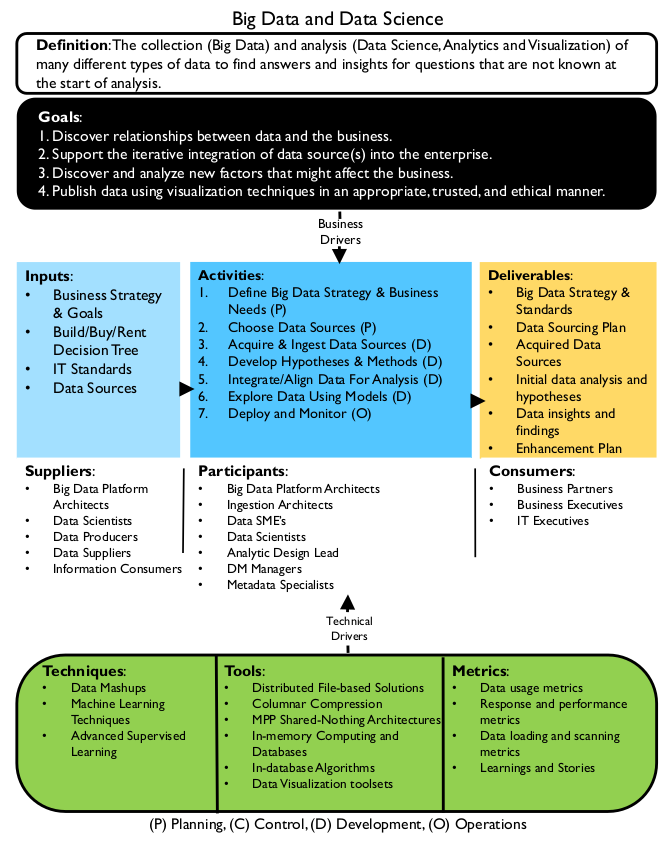 Big Data and Data Science
Definition: The collection (Big Data) and analysis (Data Science, Analytics and Visualization) of
many different types of data to find answers and insights for questions that are not known at
the start of analysis.
Goals:
1. Discover relationships between data and the business.
2. Support the iterative integration of data source(s) into the enterprise.
3. Discover and analyze new factors that might affect the business.
4. Publish data using visualization techniques in an appropriate, trusted, and ethical manner.
Business
Drivers
Inputs:
• Business Strategy
& Goals
• Build/Buy/Rent
Decision Tree
• IT Standards
• Data Sources
Activities:
1. Define Big Data Strategy & Business
Needs (P)
2. Choose Data Sources (P)
3. Acquire & Ingest Data Sources (D)
4. Develop Hypotheses & Methods (D)
5. Integrate/Align Data For Analysis (D)
6. Explore Data Using Models (D)
7. Deploy and Monitor (O)
Deliverables:
• Big Data Strategy &
Standards
• Data Sourcing Plan
• Acquired Data
Sources
• Initial data analysis and
hypotheses
• Data insights and
findings
• Enhancement Plan
Suppliers:
• Big Data Platform
Architects
• Data Scientists
• Data Producers
• Data Suppliers
• Information Consumers
Participants:
• Big Data Platform Architects
• Ingestion Architects
• Data SME's
• Data Scientists
• Analytic Design Lead
• DM Managers
• Metadata Specialists
Consumers:
• Business Partners
• Business Executives
• IT Executives
Technical
Drivers
Techniques:
• Data Mashups
• Machine Learning
Techniques
• Advanced Supervised
Learning
Tools:
• Distributed File-based Solutions
• Columnar Compression
• MPP Shared-Nothing Architectures
• In-memory Computing and
Databases
• In-database Algorithms
• Data Visualization toolsets
Metrics:
• Data usage metrics
• Response and performance
metrics
• Data loading and scanning
metrics
• Learnings and Stories
(P) Planning, (C) Control, (D) Development, (O) Operations